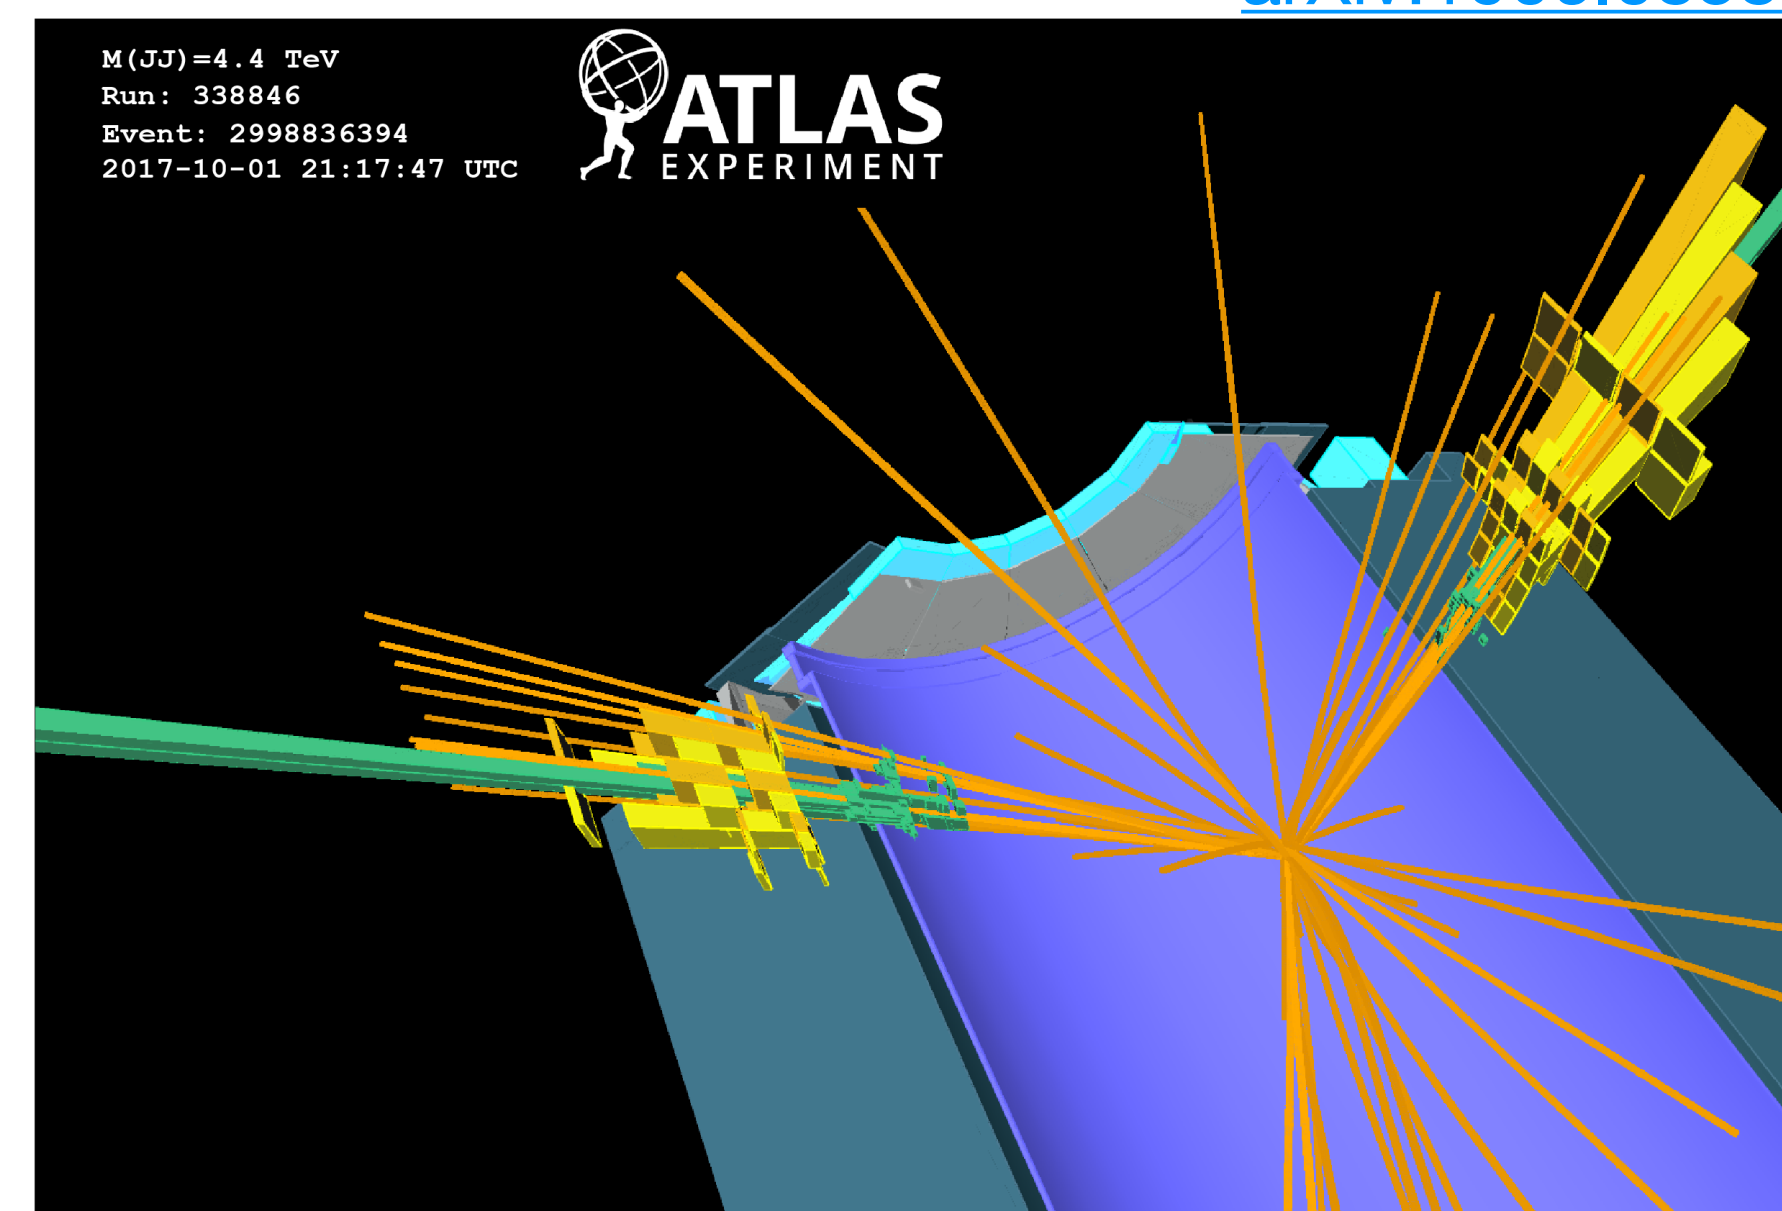 M(JJ)=4.4 TeV
Run: 338846
Event: 2998836394
2017-10-01 21:17:47 UTC
ATLAS
EXPERIMENT